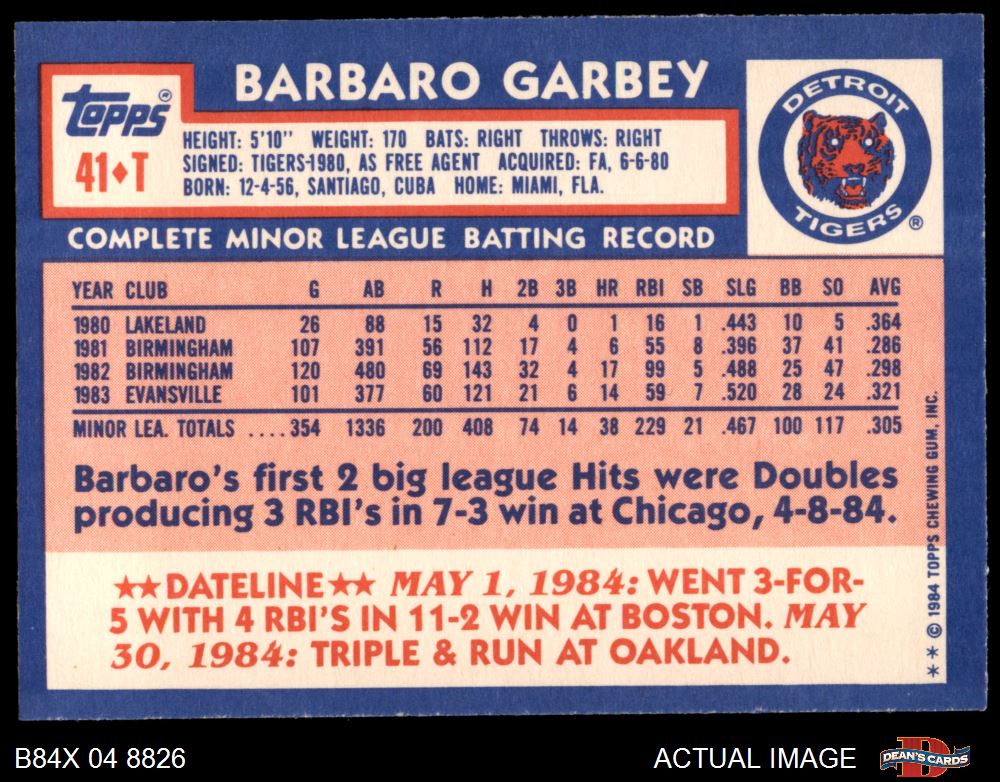 BARBARO GARBEY
Topps®
41♦T
HEIGHT: 5'10" WEIGHT: 170 BATS: RIGHT THROWS: RIGHT
SIGNED: TIGERS-1980, AS FREE AGENT ACQUIRED: FA, 6-6-80
BORN: 12-4-56, SANTIAGO, CUBA HOME: MIAMI, FLA.
DETROIT
TIGERS®
COMPLETE MINOR LEAGUE BATTING RECORD
YEAR CLUB G AB R H 2B 3B HR RBI SB SLG BB SO AVG
1980 LAKELAND 26 88 15 32 4 0 1 16 1 .443 10 5 .364
1981 BIRMINGHAM 107 391 56 112 17 4 6 55 8 .396 37 41 .286
1982 BIRMINGHAM 120 480 69 143 32 4 17 99 5 .488 25 47 .298
1983 EVANSVILLE 101 377 60 121 21 6 14 59 7 .520 28 24 .321
MINOR LEA. TOTALS ....354 1336 200 408 74 14 38 229 21 .467 100 117 .305
Barbaro's first 2 big league Hits were Doubles
producing 3 RBI's in 7-3 win at Chicago, 4-8-84.
★★DATELINE★★ MAY 1, 1984: WENT 3-FOR-
5 WITH 4 RBI'S IN 11-2 WIN AT BOSTON. MAY
30, 1984: TRIPLE & RUN AT OAKLAND.
** © 1984 TOPPS CHEWING GUM, INC.
B84X 04 8826
ACTUAL IMAGE
DEAN'S CARDS